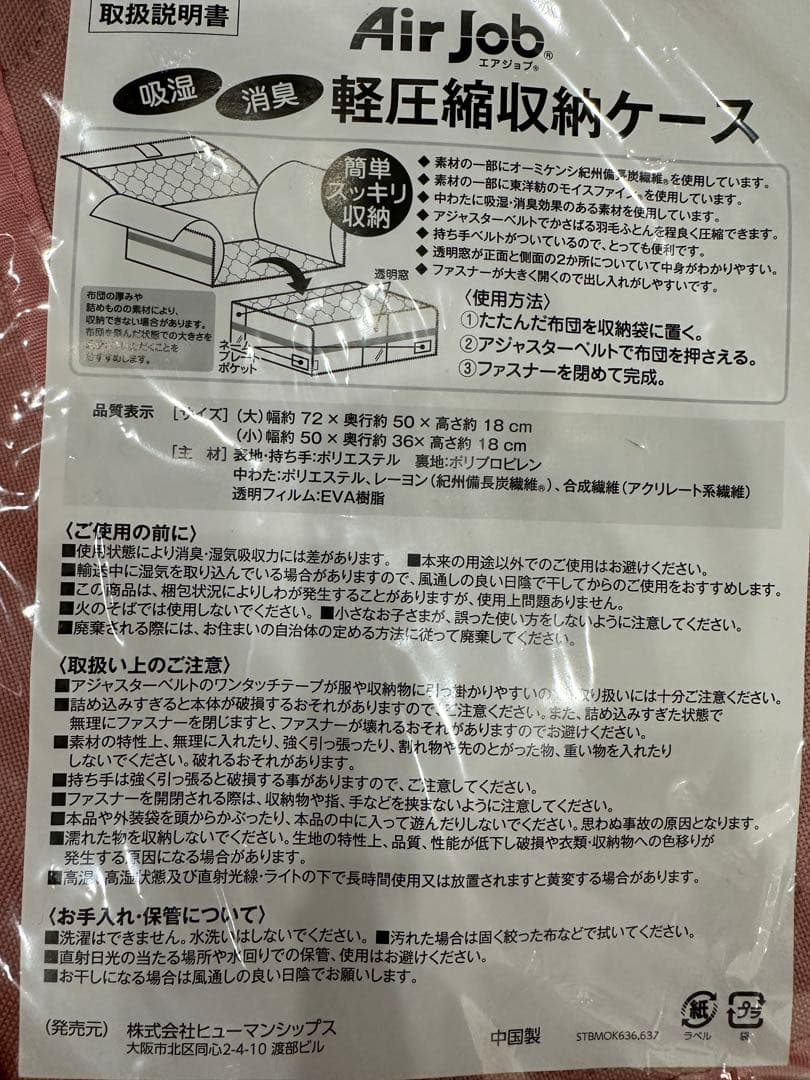 取扱説明書
Air Job®
エアジョブ®
吸湿 消臭 軽圧縮収納ケース
簡単
スッキリ
収納
◆ 素材の一部にオーミケンシ紀州備長炭繊維®を使用しています。
◆ 素材の一部に東洋紡のモイスファイン®を使用しています。
◆ 中わたに吸湿・消臭効果のある素材を使用しています。
◆ アジャスターベルトでかさばる羽毛ふとんを程良く圧縮できます。
◆ 持ち手ベルトがついているので、とっても便利です。
◆ 透明窓が正面と側面の2か所についていて中身がわかりやすい。
◆ ファスナーが大きく開くので出し入れがしやすいです。
透明窓
布団の厚みや
詰めものの素材により、
収納できない場合があります。
布団を畳んだ状態での大きさを
おすすめします。
ネーム
プレート
ポケット
〈使用方法〉
①たたんだ布団を収納袋に置く。
②アジャスターベルトで布団を押さえる。
③ファスナーを閉めて完成。
品質表示 [サイズ] (大)幅約 72 × 奥行約 50 × 高さ約 18 cm
(小)幅約 50 × 奥行約 36× 高さ約 18 cm
[主 材] 表地・持ち手:ポリエステル 裏地:ポリプロピレン
中わた:ポリエステル、レーヨン(紀州備長炭繊維®)、合成繊維(アクリレート系繊維)
透明フィルム:EVA樹脂
〈ご使用の前に〉
■使用状態により消臭・湿気吸収力には差があります。 ■本来の用途以外でのご使用はお避けください。
■輸送中に湿気を取り込んでいる場合がありますので、風通しの良い日陰で干してからのご使用をおすすめします。
■この商品は、梱包状況によりしわが発生することがありますが、使用上問題ありません。
■火のそばでは使用しないでください。 ■小さなお子さまが、誤った使い方をしないように注意してください。
■廃棄される際には、お住まいの自治体の定める方法に従って廃棄してください。
〈取扱い上のご注意〉
■アジャスターベルトのワンタッチテープが服や収納物に引っ掛かりやすいの 取り扱いには十分ご注意ください。
■詰め込みすぎると本体が破損するおそれがありますので、ご注意ください。また、詰め込みすぎた状態で
無理にファスナーを閉じますと、ファスナーが壊れるおそれがありますのでお避けください。
■素材の特性上、無理に入れたり、強く引っ張ったり、割れ物や先のとがった物、重い物を入れたり
しないでください。破れるおそれがあります。
■持ち手は強く引っ張ると破損する事がありますので、ご注意してください。
■ファスナーを開閉される際は、収納物や指、手などを挟まないように注意してください。
■本品や外装袋を頭からかぶったり、本品の中に入って遊んだりしないでください。思わぬ事故の原因となります。
■濡れた物を収納しないでください。生地の特性上、品質、性能が低下し破損や衣類・収納物への色移りが
発生する原因になる場合があります。
■高温、高湿状態及び直射光線・ライトの下で長時間使用又は放置されますと黄変する場合があります。
〈お手入れ・保管について〉
■洗濯はできません。水洗いはしないでください。 ■汚れた場合は固く絞った布などで拭いてください。
■直射日光の当たる場所や水回りでの保管、使用はお避けください。
■お干しになる場合は風通しの良い日陰でお願いします。
(発売元) 株式会社ヒューマンシップス
大阪市北区同心2-4-10 渡部ビル
中国製 STBMOK636,637
紙
ラベル
プラ
袋